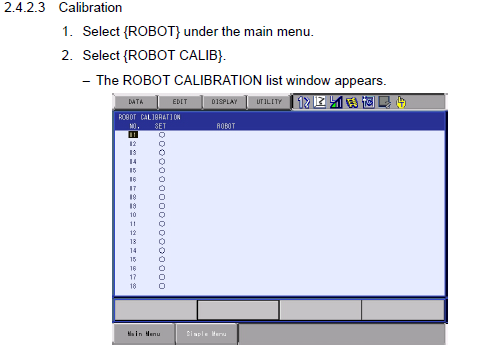 2.4.2.3 Calibration
1. Select {ROBOT} under the main menu.
2. Select {ROBOT CALIB}.
– The ROBOT CALIBRATION list window appears.
DATA EDIT DISPLAY UTILITY
ROBOT CALIBRATION
NO. SET ROBOT
01
02
03
04
05
06
07
08
09
10
11
12
13
14
15
16
17
18
Main Menu Simple Menu